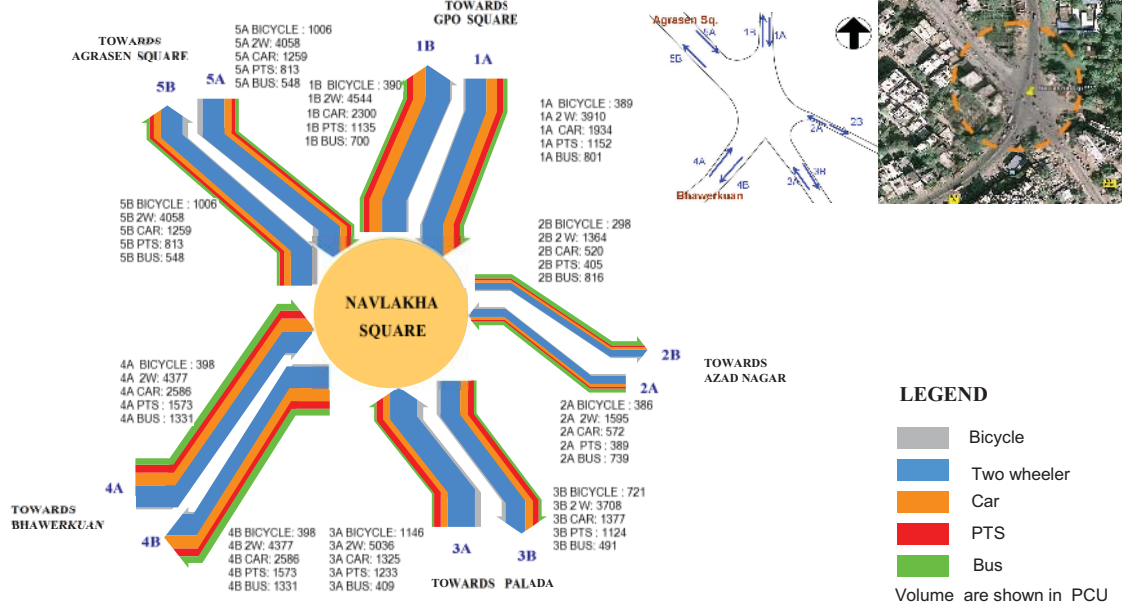 TOWARDS
GPO SQUARE
TOWARDS
AGRASEN SQUARE
5B
5A
5A BICYCLE : 1006
5A 2W: 4058
5A CAR: 1259
5A PTS: 813
5A BUS: 548
1B
1A
1B BICYCLE : 390
1B 2W: 4544
1B CAR: 2300
1B PTS: 1135
1B BUS: 700
1A BICYCLE : 389
1A 2 W: 3910
1A CAR: 1934
1A PTS : 1152
1A BUS: 801
5B BICYCLE : 1006
5B 2W: 4058
5B CAR: 1259
5B PTS: 813
5B BUS: 548
2B BICYCLE : 298
2B 2 W: 1364
2B CAR: 520
2B PTS : 405
2B BUS : 816
NAVLAKHA
SQUARE
2B
2A
TOWARDS
AZAD NAGAR
4A BICYCLE : 398
4A 2W: 4377
4A CAR : 2586
4A PTS : 1573
4A BUS : 1331
2A BICYCLE : 386
2A 2W: 1595
2A CAR: 572
2A PTS : 389
2A BUS : 739
4A
TOWARDS
BHAWERKUAN
4B
4B BICYCLE: 398
4B 2W: 4377
4B CAR: 2586
4B PTS: 1573
4B BUS: 1331
3A BICYCLE: 1146
3A 2W: 5036
3A CAR: 1325
3A PTS: 1233
3A BUS: 409
3A
3B
TOWARDS PALADA
3B BICYCLE : 721
3B 2 W: 3708
3B CAR: 1377
3B PT: 1124
3B BUS: 491
Agrasen Sq.
5A
5B
1B
1A
2A
2B
4A
4B
3A
3B
Bhawerkuan
LEGEND
Bicycle
Two wheeler
Car
PTS
Bus
Volume are shown in PCU